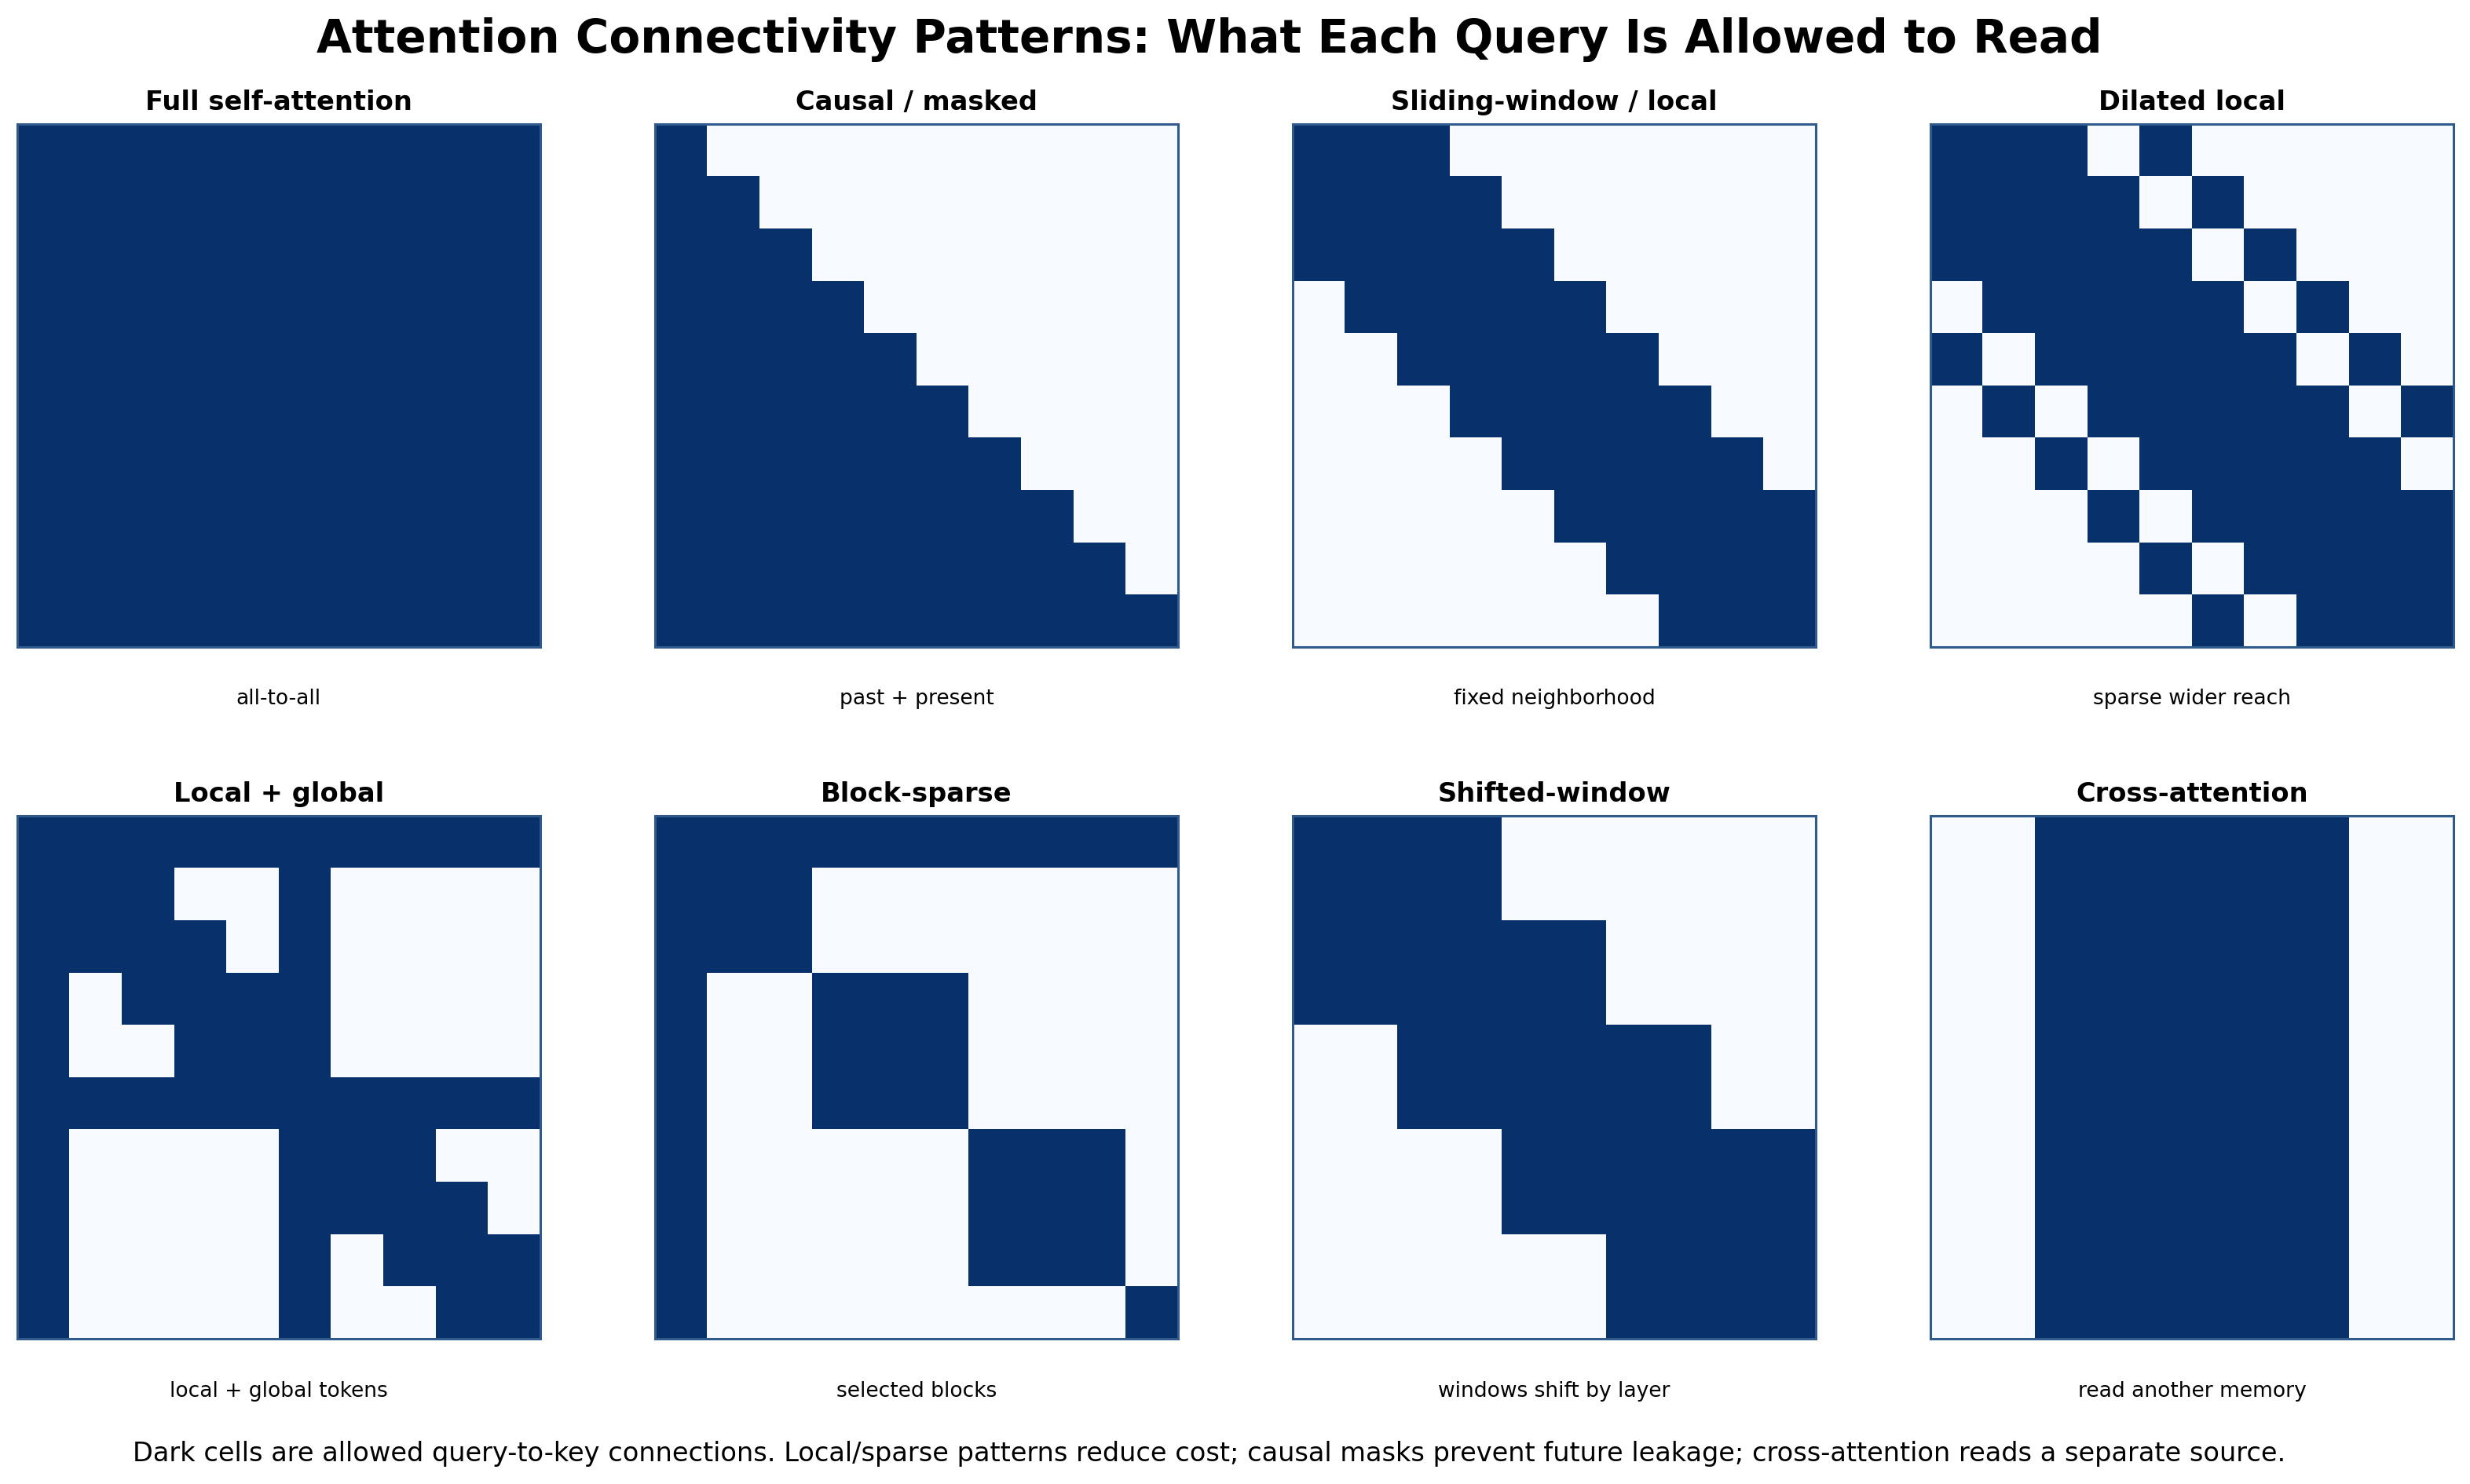 Attention Connectivity Patterns: What Each Query Is Allowed to Read
Full self-attention
Causal / masked
Sliding-window / local
Dilated local
all-to-all
past + present
fixed neighborhood
sparse wider reach
Local + global
Block-sparse
Shifted-window
Cross-attention
local + global tokens
selected blocks
windows shift by layer
read another memory
Dark cells are allowed query-to-key connections. Local/sparse patterns reduce cost; causal masks prevent future leakage; cross-attention reads a separate source.